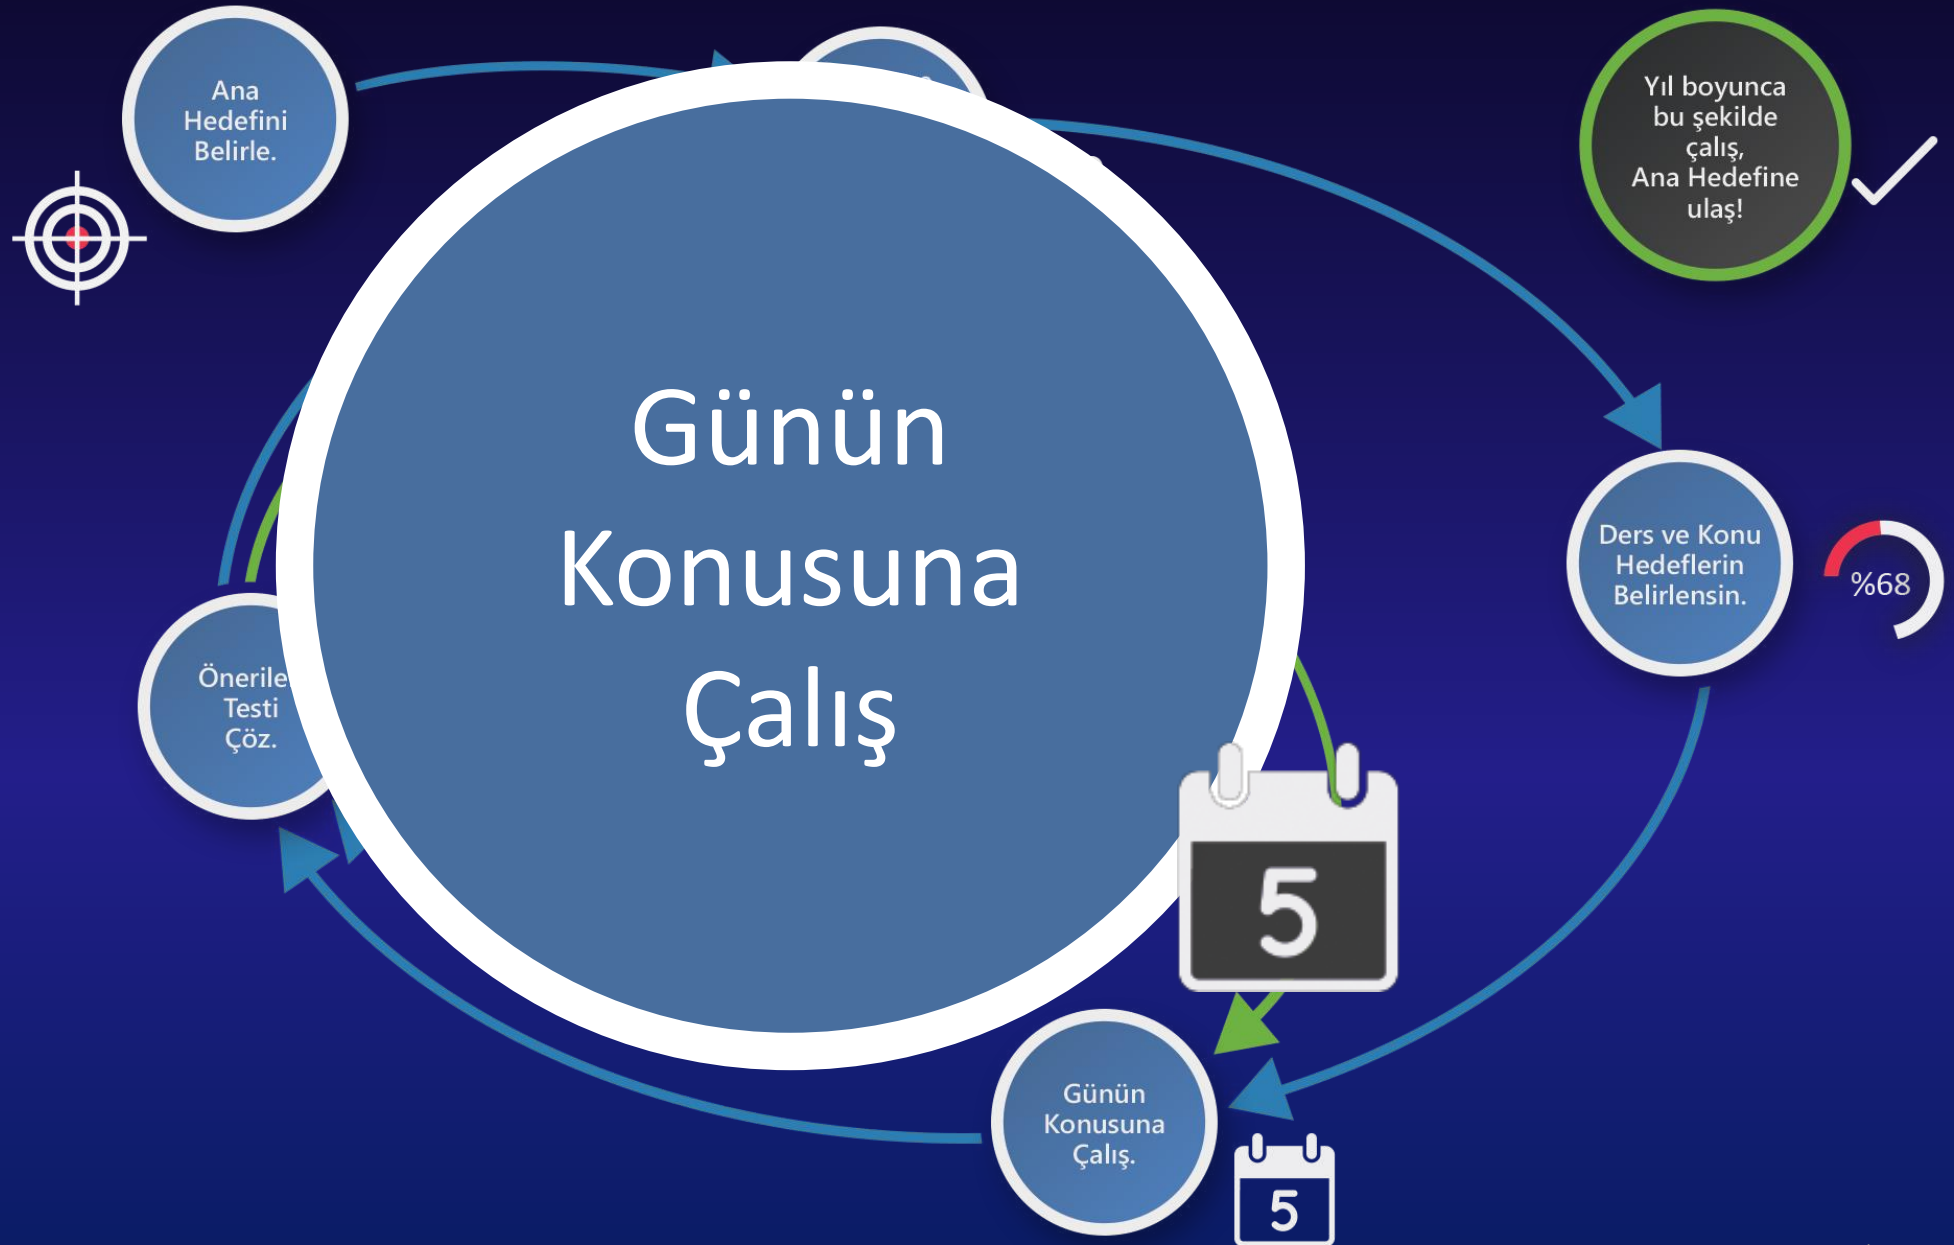 Ana
Hedefini
Belirle.
Yıl boyunca
bu şekilde
çalış,
Ana Hedefine
ulaş!
Günün
Konusuna
Çalış
Ders ve Konu
Hedeflerin
Belirlensin.
%68
Önerile
Testi
Çöz.
5
Günün
Konusuna
Çalış.
5